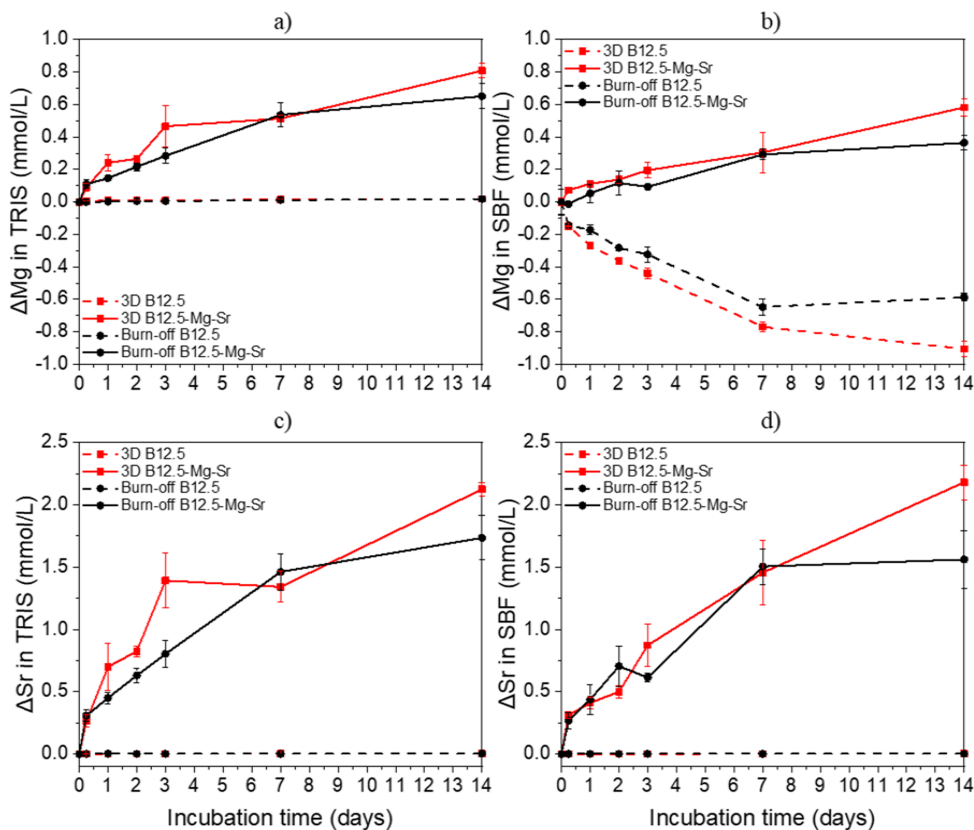 a)
ΔMg in TRIS (mmol/L)
1.0
0.8
0.6
0.4
0.2
0.0
-0.2
-0.4
-0.6
-0.8
-1.0
3D B12.5
3D B12.5-Mg-Sr
Burn-off B12.5
Burn-off B12.5-Mg-Sr
0 1 2 3 4 5 6 7 8 9 10 11 12 13 14
b)
ΔMg in SBF (mmol/L)
1.0
0.8
0.6
0.4
0.2
0.0
-0.2
-0.4
-0.6
-0.8
-1.0
3D B12.5
3D B12.5-Mg-Sr
Burn-off B12.5
Burn-off B12.5-Mg-Sr
0 1 2 3 4 5 6 7 8 9 10 11 12 13 14
c)
ΔSr in TRIS (mmol/L)
2.5
2.0
1.5
1.0
0.5
0.0
3D B12.5
3D B12.5-Mg-Sr
Burn-off B12.5
Burn-off B12.5-Mg-Sr
0 1 2 3 4 5 6 7 8 9 10 11 12 13 14
Incubation time (days)
d)
ΔSr in SBF (mmol/L)
2.5
2.0
1.5
1.0
0.5
0.0
3D B12.5
3D B12.5-Mg-Sr
Burn-off B12.5
Burn-off B12.5-Mg-Sr
0 1 2 3 4 5 6 7 8 9 10 11 12 13 14
Incubation time (days)